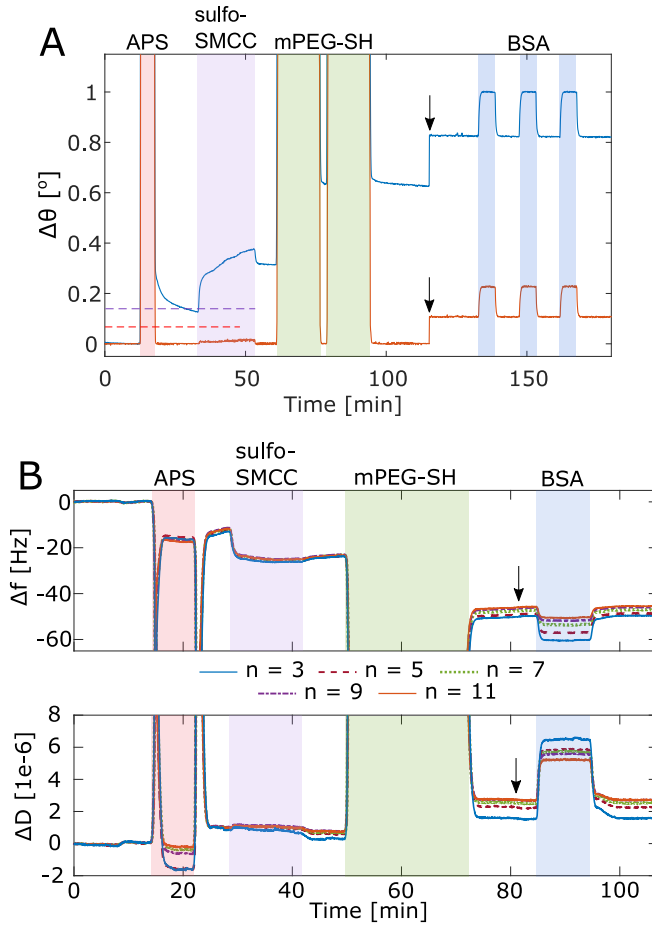 A
APS
sulfo-
SMCC
mPEG-SH
BSA
Δθ [°]
1
0.8
0.6
0.4
0.2
0
0
50
100
150
Time [min]
B
APS
sulfo-
SMCC
mPEG-SH
BSA
Δf [Hz]
0
-20
-40
-60
n = 3
n = 5
n = 7
n = 9
n = 11
ΔD [1e-6]
8
6
4
2
0
-2
0
20
40
60
80
100
Time [min]